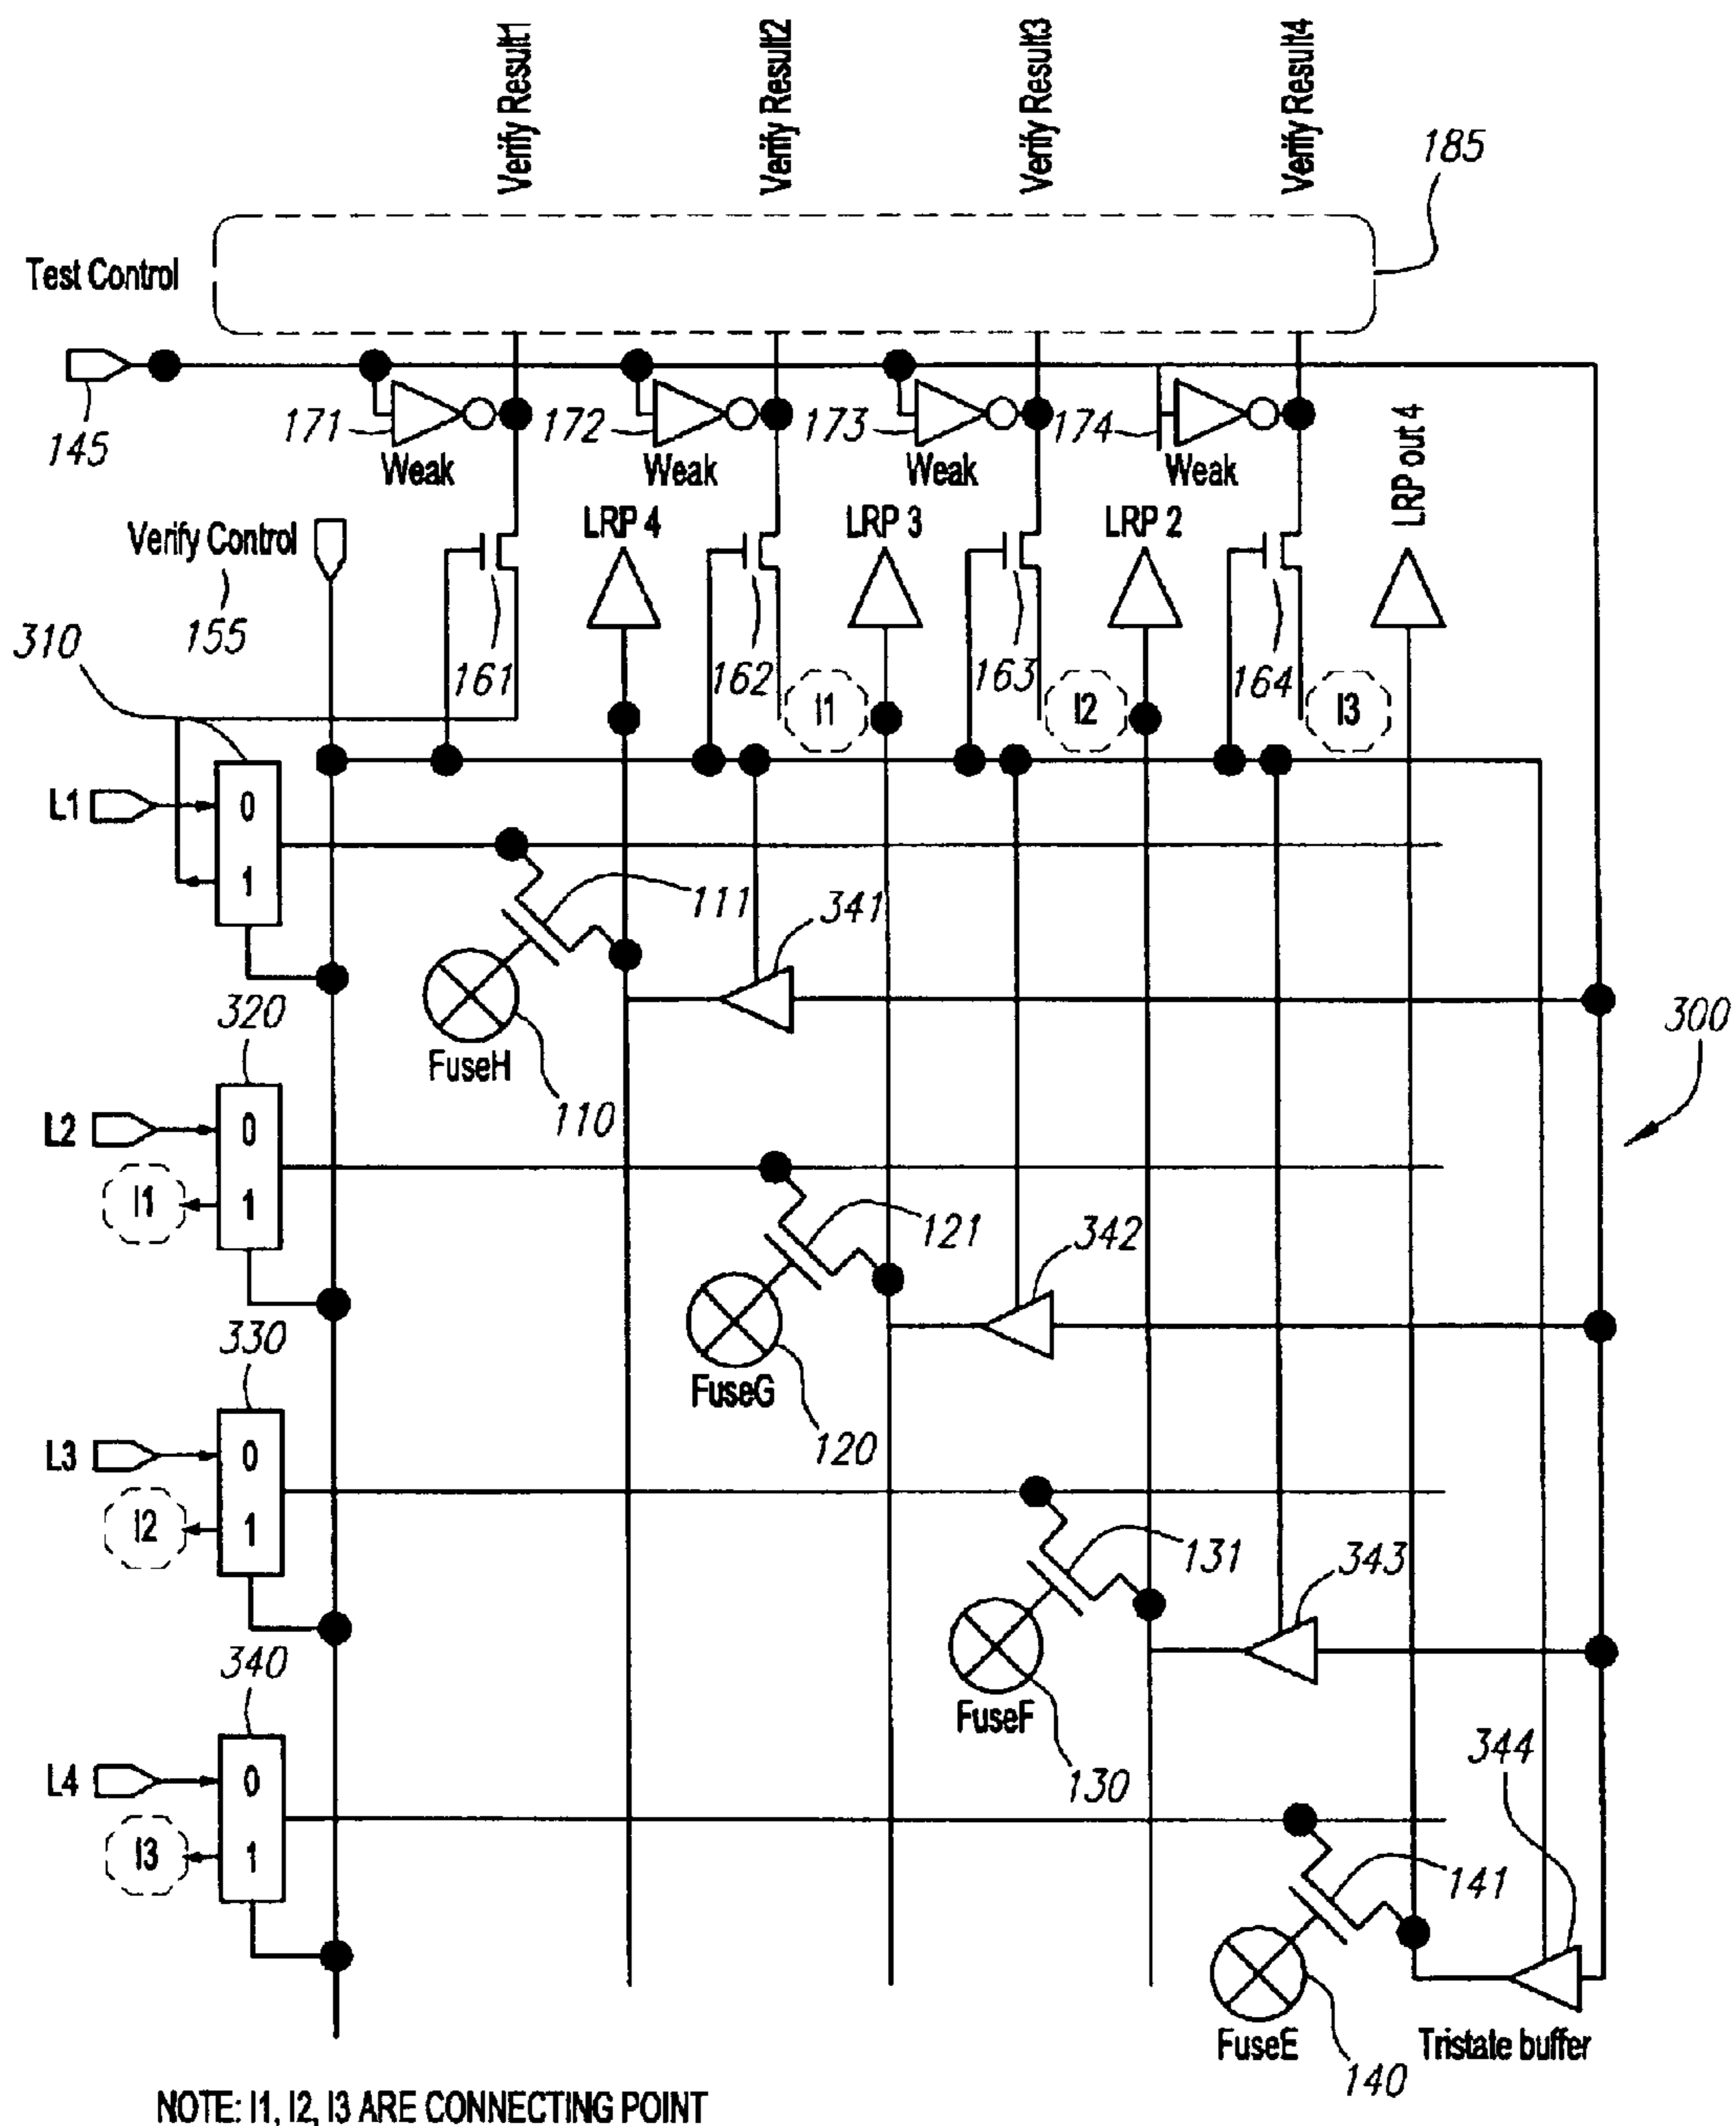 Verify Result1
Verify Result2
Verify Result3
Verify Result4
185
Test Control
145
171
172
173
174
Weak
Weak
Weak
Weak
LRP out 4
Verify Control
155
LRP 4
LRP 3
LRP 2
310
161
162
163
164
I1
I2
I3
L1
0
1
111
341
320
FuseH
110
300
L2
0
1
I1
121
342
330
FuseG
120
L3
0
1
I2
131
343
340
FuseF
130
344
L4
0
1
I3
141
FuseE
140
Tristate buffer
NOTE: I1, I2, I3 ARE CONNECTING POINT